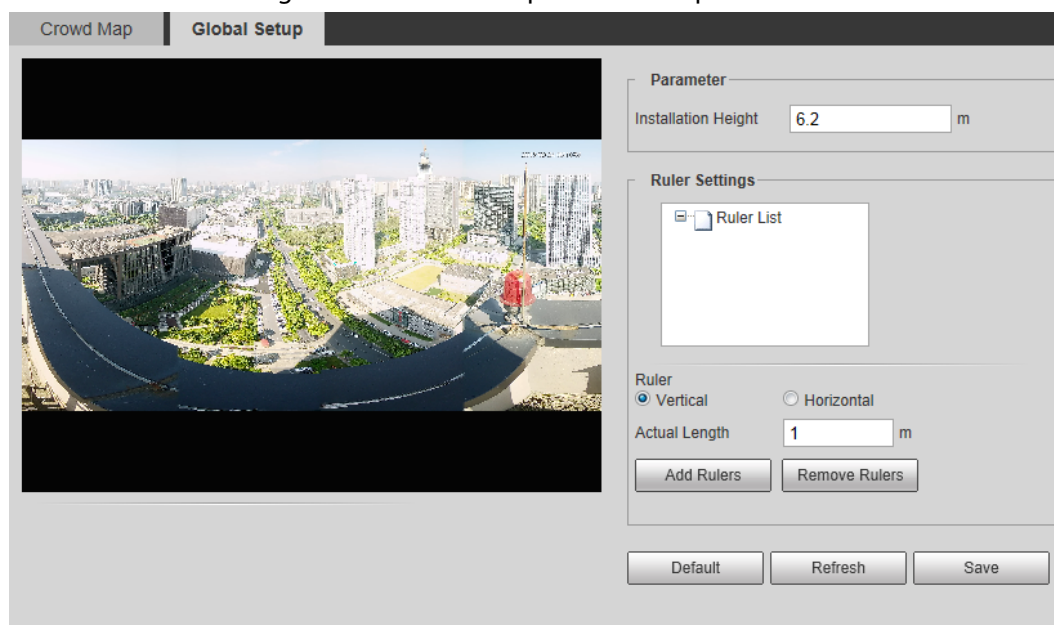 Crowd Map Global Setup
Parameter
Installation Height 6.2 m
Ruler Settings
Ruler List
Ruler
Vertical Horizontal
Actual Length 1 m
Add Rulers Remove Rulers
Default Refresh Save